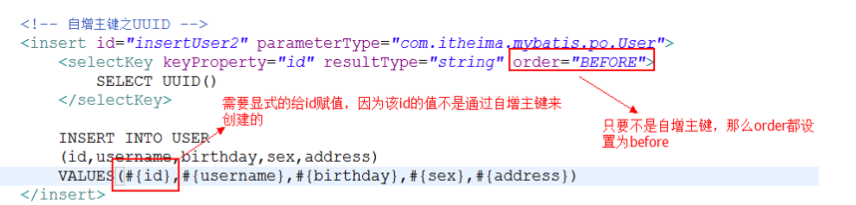 <!-- 自增主键之UUID -->
<insert id="insertUser2" parameterType="com.itheima.mybatis.po.User">
<selectKey keyProperty="id" resultType="string" order="BEFORE">
SELECT UUID()
</selectKey>
需要显式的给id赋值，因为该id的值不是通过自增主键来
创建的
只要不是自增主键，那么order都设
置为before
INSERT INTO USER
(id,username,birthday,sex,address)
VALUES(#{id},#{username},#{birthday},#{sex},#{address})
</insert>